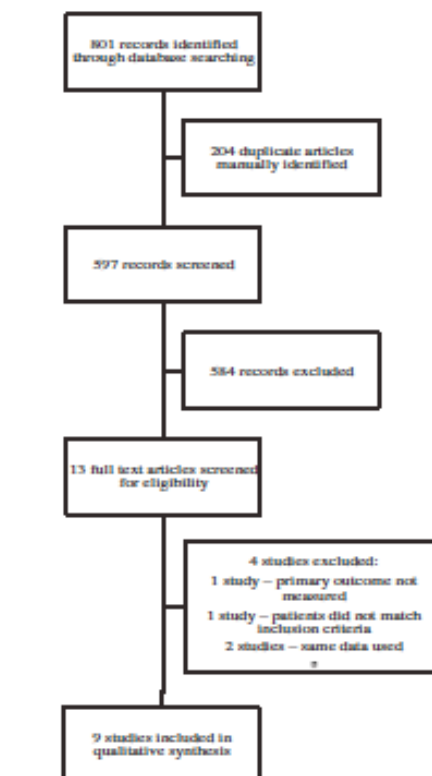 801 records identified
through database searching
204 duplicate articles
manually identified
597 records screened
584 records excluded
13 full text articles screened
for eligibility
4 studies excluded:
1 study – primary outcome not
measured
1 study – patients did not match
inclusion criteria
2 studies – same data used
9 studies included in
qualitative synthesis